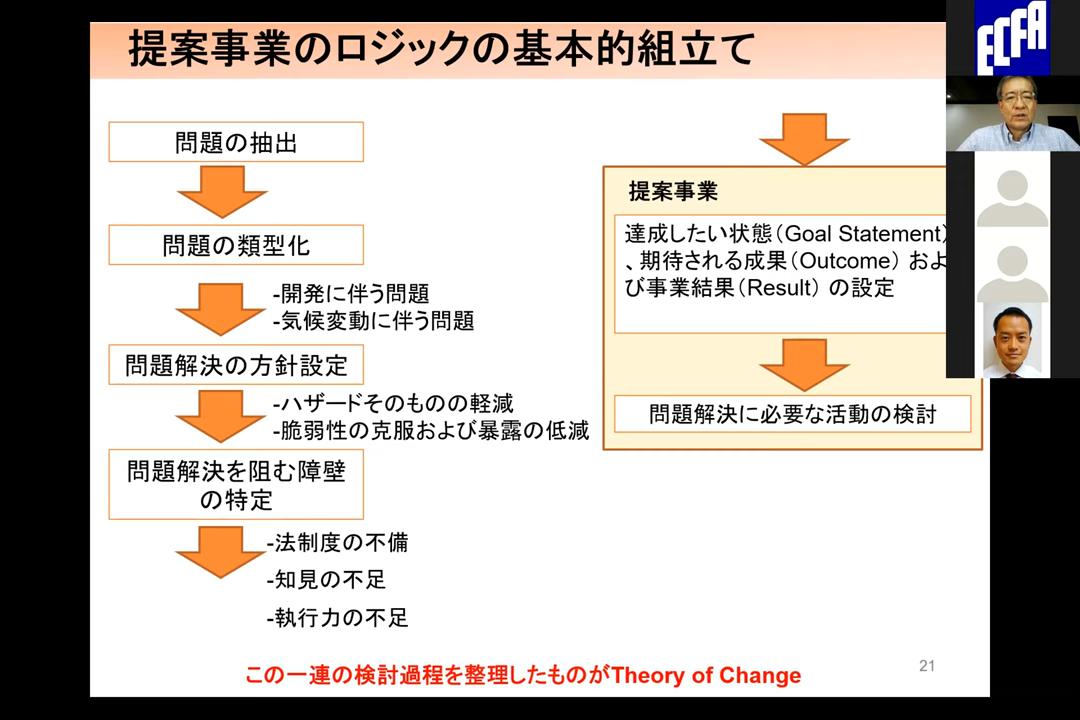 提案事業のロジックの基本的組立て
問題の抽出
問題の類型化
-開発に伴う問題
-気候変動に伴う問題
問題解決の方針設定
-ハザードそのものの軽減
-脆弱性の克服および暴露の低減
問題解決を阻む障壁
の特定
-法制度の不備
-知見の不足
-執行力の不足
提案事業
達成したい状態（Goal Statement）
、期待される成果（Outcome） およ
び事業結果（Result） の設定
問題解決に必要な活動の検討
この一連の検討過程を整理したものがTheory of Change
21
ECFA